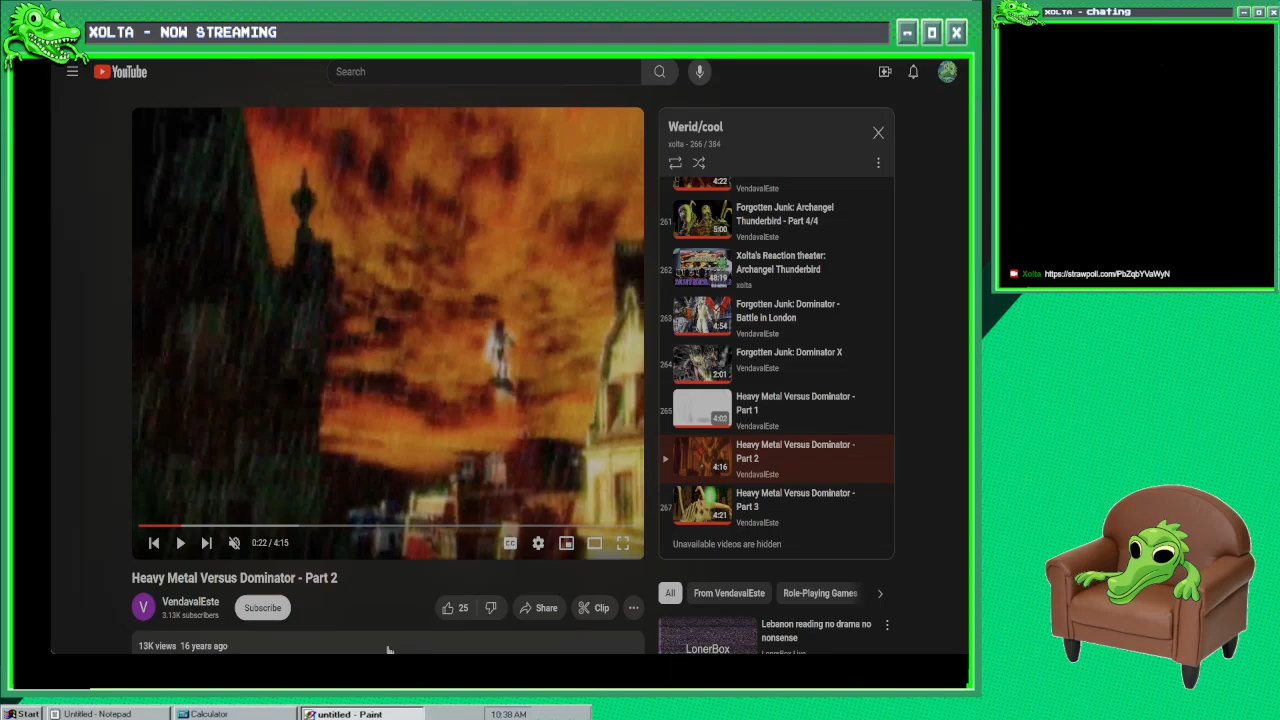 XOLTA - NOW STREAMING
YouTube
Search
Werid/cool
xolta - 266 / 384
4:22
VendavalEste
261
5:00
Forgotten Junk: Archangel
Thunderbird - Part 4/4
VendavalEste
262
48:19
Xolta's Reaction theater:
Archangel Thunderbird
xolta
263
4:54
Forgotten Junk: Dominator -
Battle in London
VendavalEste
264
2:01
Forgotten Junk: Dominator X
VendavalEste
265
4:02
Heavy Metal Versus Dominator -
Part 1
VendavalEste
4:16
Heavy Metal Versus Dominator -
Part 2
VendavalEste
267
4:21
Heavy Metal Versus Dominator -
Part 3
VendavalEste
Unavailable videos are hidden
CC
0:22 / 4:15
Heavy Metal Versus Dominator - Part 2
V
VendavalEste
3.13K subscribers
Subscribe
25
Share
Clip
13K views 16 years ago
All
From VendavalEste
Role-Playing Games
LonerBox
Lebanon reading no drama no
nonsense
LonerBox Live
XOLTA - chating
Xolta https://strawpoll.com/PbZqbYVaWyN
Start
Untitled - Notepad
Calculator
untitled - Paint
10:38 AM